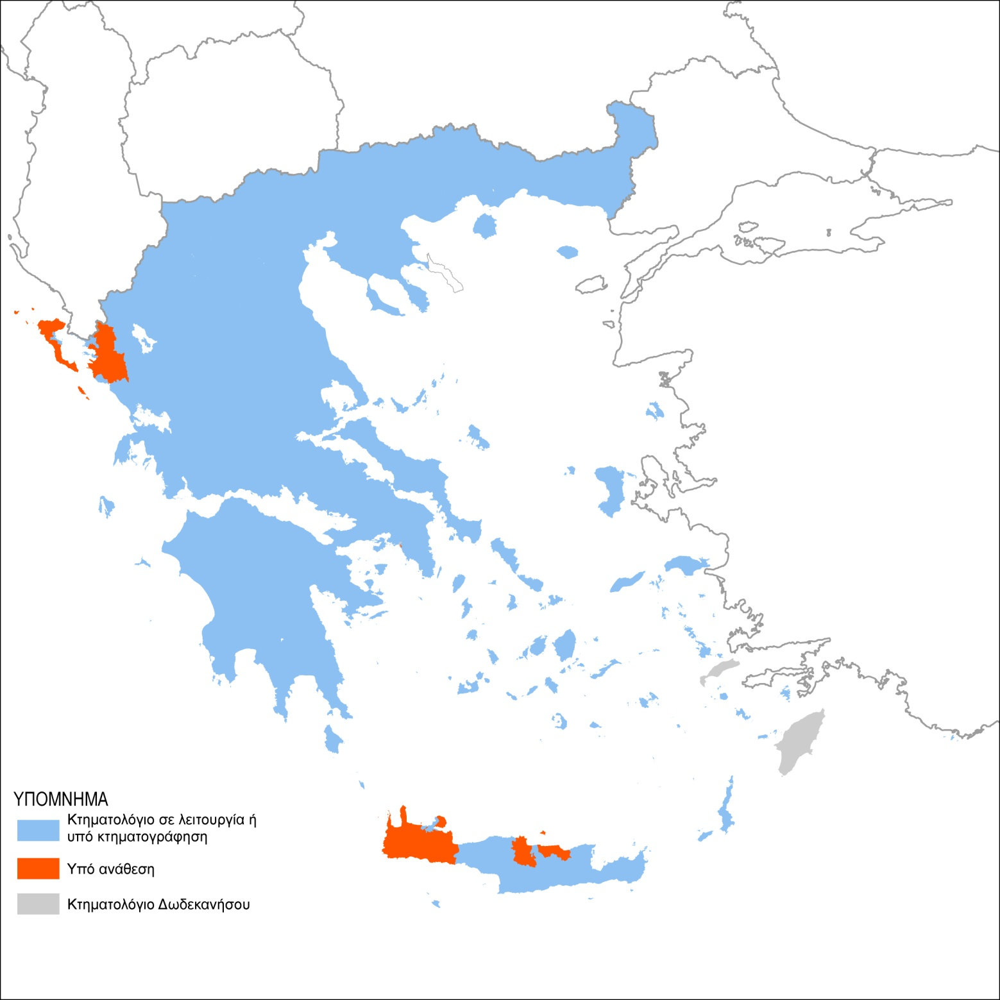 ΥΠΟΜΝΗΜΑ
Κτηματολόγιο σε λειτουργία ή
υπό κτηματογράφηση
Υπό ανάθεση
Κτηματολόγιο Δωδεκανήσου